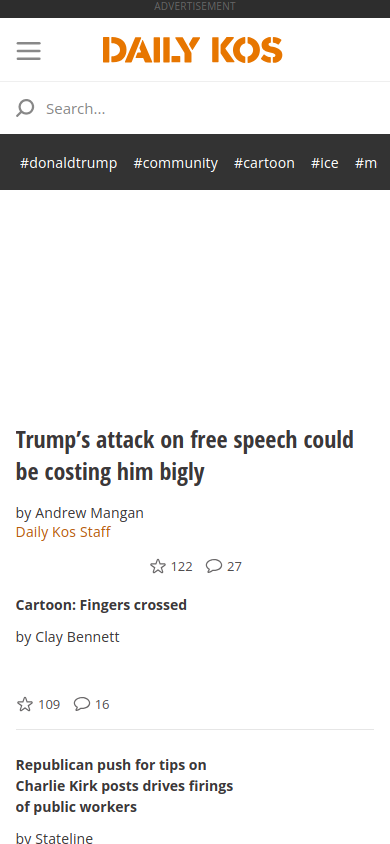 ADVERTISEMENT
DAILY KOS
Search...
#donaldtrump #community #cartoon #ice #m
Trump's attack on free speech could
be costing him bigly
by Andrew Mangan
Daily Kos Staff
122 27
Cartoon: Fingers crossed
by Clay Bennett
109 16
Republican push for tips on
Charlie Kirk posts drives firings
of public workers
by Stateline